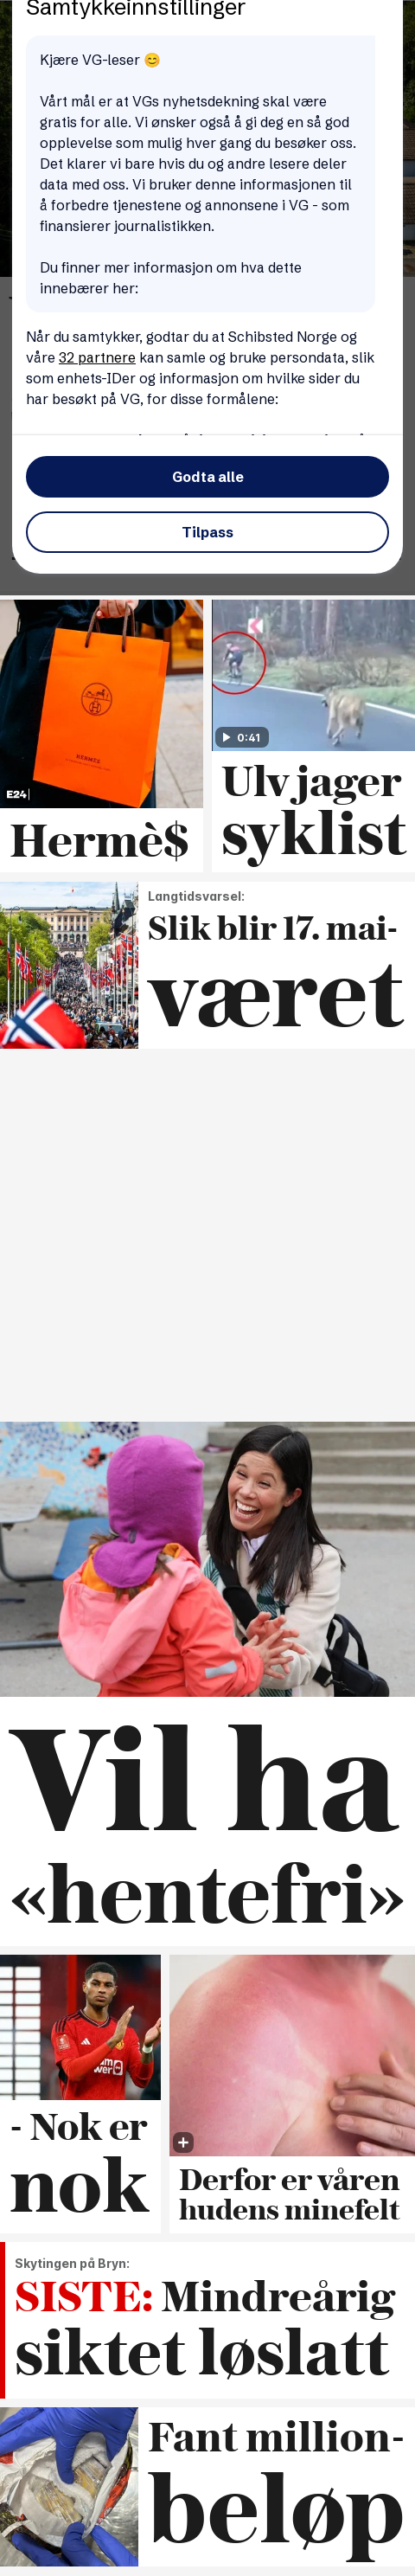 Samtykkeinnstillinger
Kjære VG-leser 😊
Vårt mål er at VGs nyhetsdekning skal være
gratis for alle. Vi ønsker også å gi deg en så god
opplevelse som mulig hver gang du besøker oss.
Det klarer vi bare hvis du og andre lesere deler
data med oss. Vi bruker denne informasjonen til
å forbedre tjenestene og annonsene i VG - som
finansierer journalistikken.
Du finner mer informasjon om hva dette
innebærer her:
Når du samtykker, godtar du at Schibsted Norge og
våre 32 partnere kan samle og bruke persondata, slik
som enhets-IDer og informasjon om hvilke sider du
har besøkt på VG, for disse formålene:
Godta alle
Tilpass
HERMÈS
E24
0:41
Hermè$
Ulv jager
syklist
Langtidsvarsel:
Slik blir 17. mai-
været
Vil ha
«hentefri»
- Nok er
nok
Derfor er våren
hudens minefelt
Skytingen på Bryn:
SISTE: Mindreårig
siktet løslatt
Fant million-
beløp